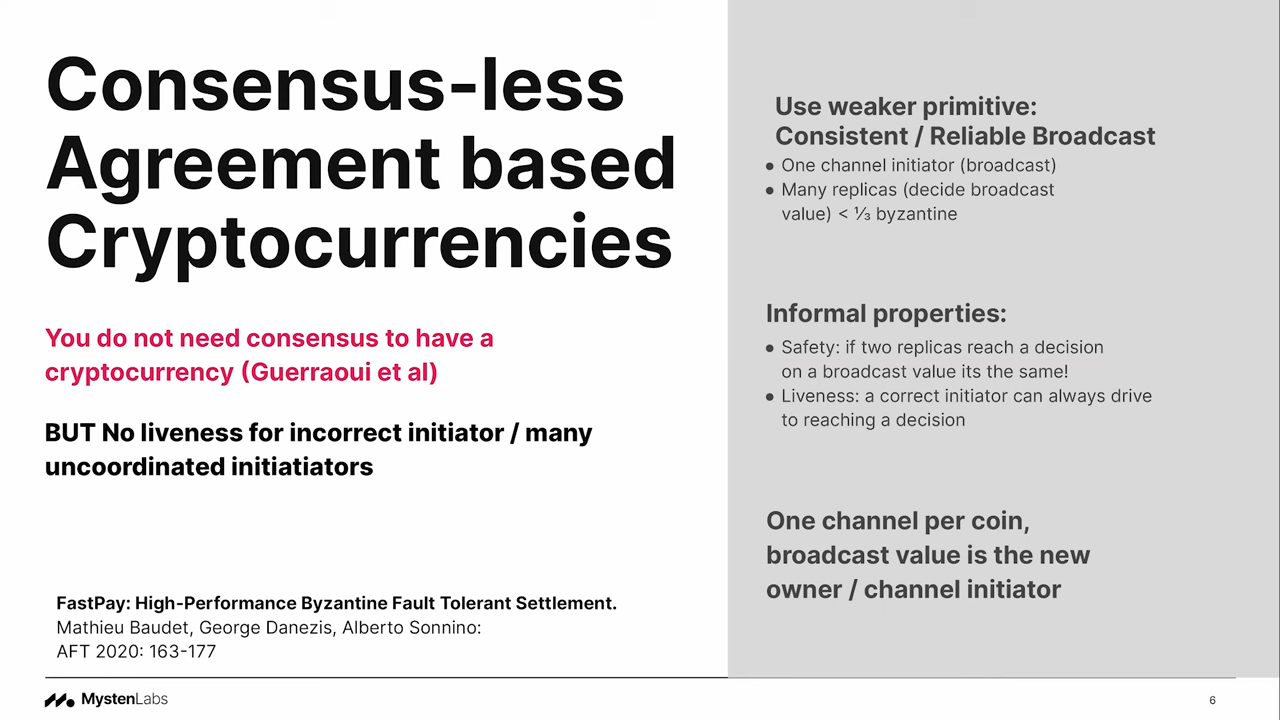 Consensus-less
Agreement based
Cryptocurrencies
You do not need consensus to have a
cryptocurrency (Guerraoui et al)
BUT No liveness for incorrect initiator / many
uncoordinated initiatiators
FastPay: High-Performance Byzantine Fault Tolerant Settlement.
Mathieu Baudet, George Danezis, Alberto Sonnino:
AFT 2020: 163-177
Use weaker primitive:
Consistent / Reliable Broadcast
● One channel initiator (broadcast)
● Many replicas (decide broadcast
value) < ⅓ byzantine
Informal properties:
● Safety: if two replicas reach a decision
on a broadcast value its the same!
● Liveness: a correct initiator can always drive
to reaching a decision
One channel per coin,
broadcast value is the new
owner / channel initiator
MystenLabs
6